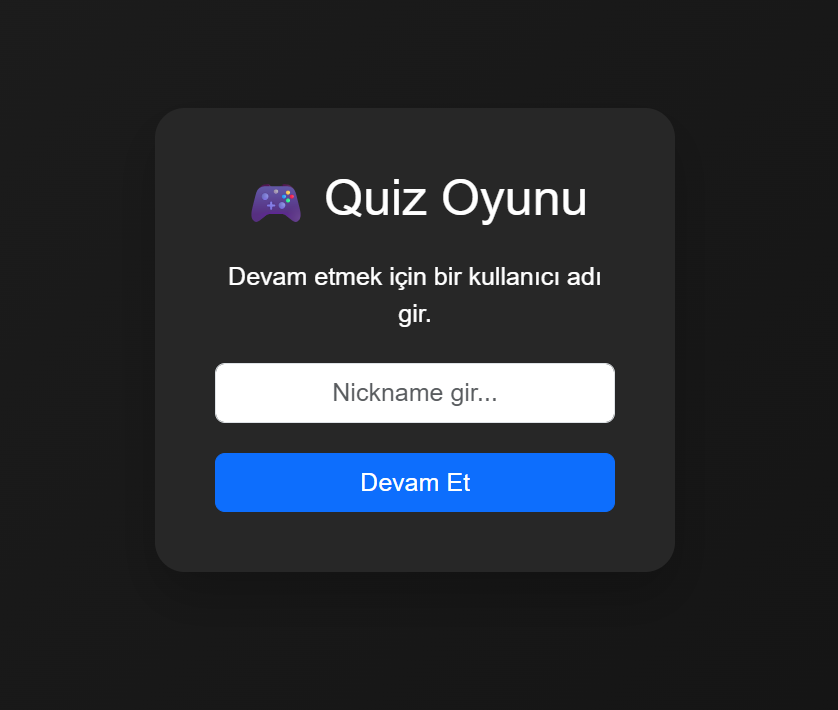 Quiz Oyunu
Devam etmek için bir kullanıcı adı
gir.
Nickname gir...
Devam Et